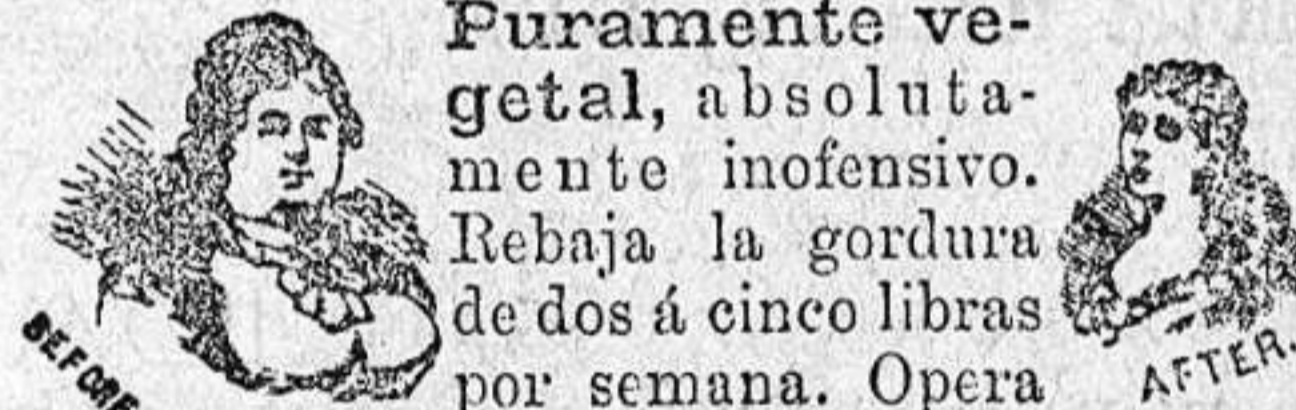 Puramente ve-
getal, absoluta-
mente inofensivo.
Rebaja la gordura
de dos á cinco libras
por semana. Opera
BEFORE
AFTER.